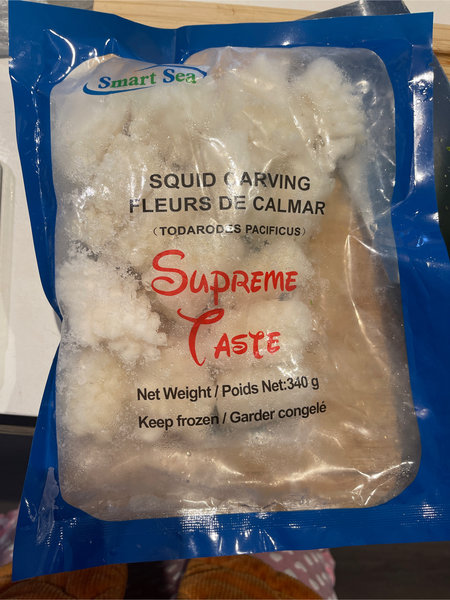 Smart Sea
SQUID CARVING
FLEURS DE CALMAR
(TODARODES PACIFICUS)
SUPREME
TASTE
Net Weight / Poids Net:340 g
Keep frozen / Garder congelé